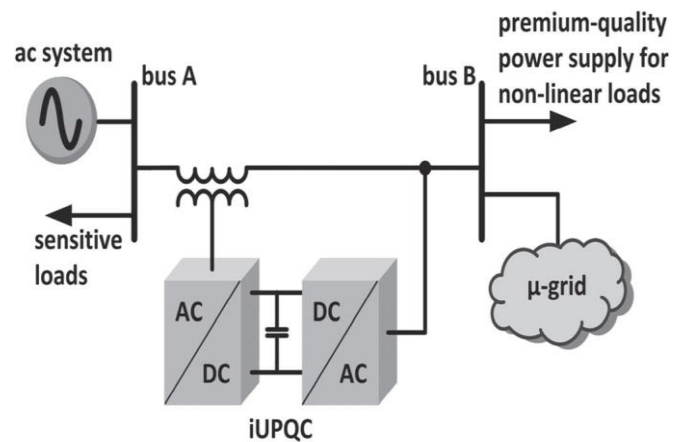 premium-quality
power supply for
non-linear loads
ac system
bus A
bus B
sensitive
loads
μ-grid
AC
DC
DC
AC
iUPQC